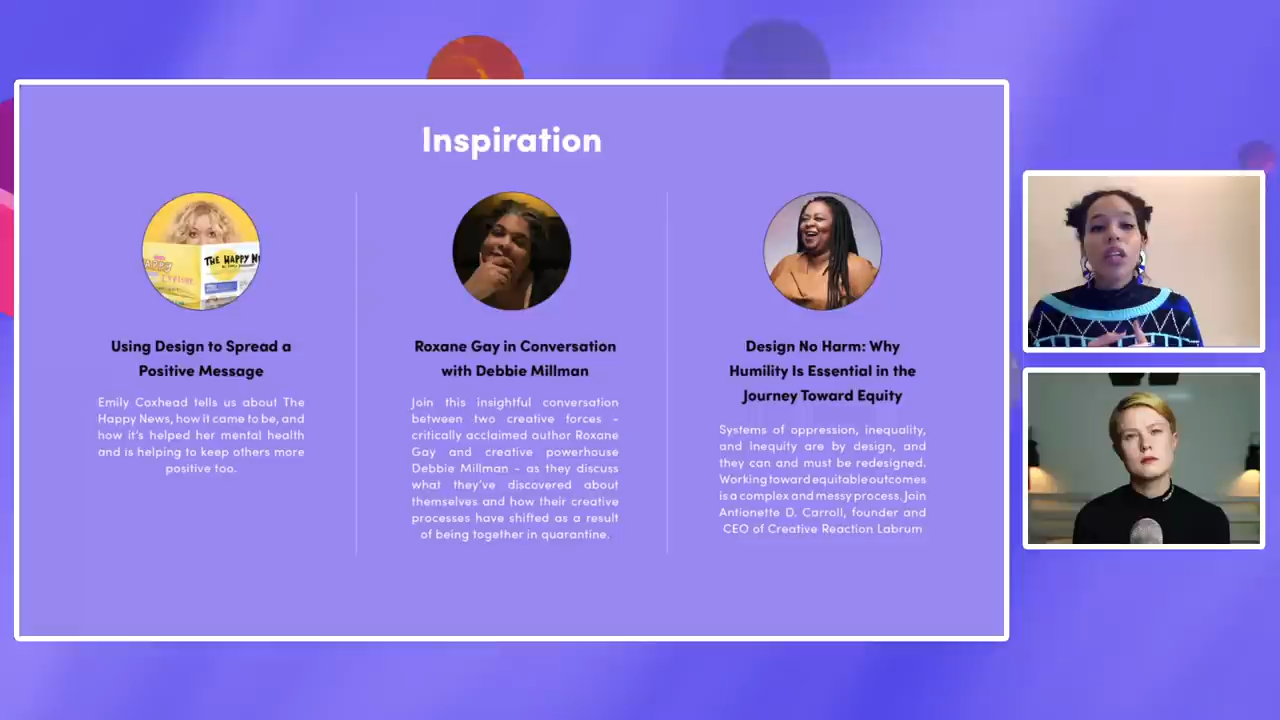 Inspiration
THE HAPPY N
Using Design to Spread a
Positive Message
Emily Coxhead tells us about The
Happy News, how it came to be, and
how it's helped her mental health
and is helping to keep others more
positive too.
Roxane Gay in Conversation
with Debbie Millman
Join this insightful conversation
between two creative forces -
critically acclaimed author Roxane
Gay and creative powerhouse
Debbie Millman - as they discuss
what they've discovered about
themselves and how their creative
processes have shifted as a result
of being together in quarantine.
Design No Harm: Why
Humility Is Essential in the
Journey Toward Equity
Systems of oppression, inequality,
and inequity are by design, and
they can and must be redesigned.
Working toward equitable outcomes
is a complex and messy process. Join
Antionette D. Carroll, founder and
CEO of Creative Reaction Labrum